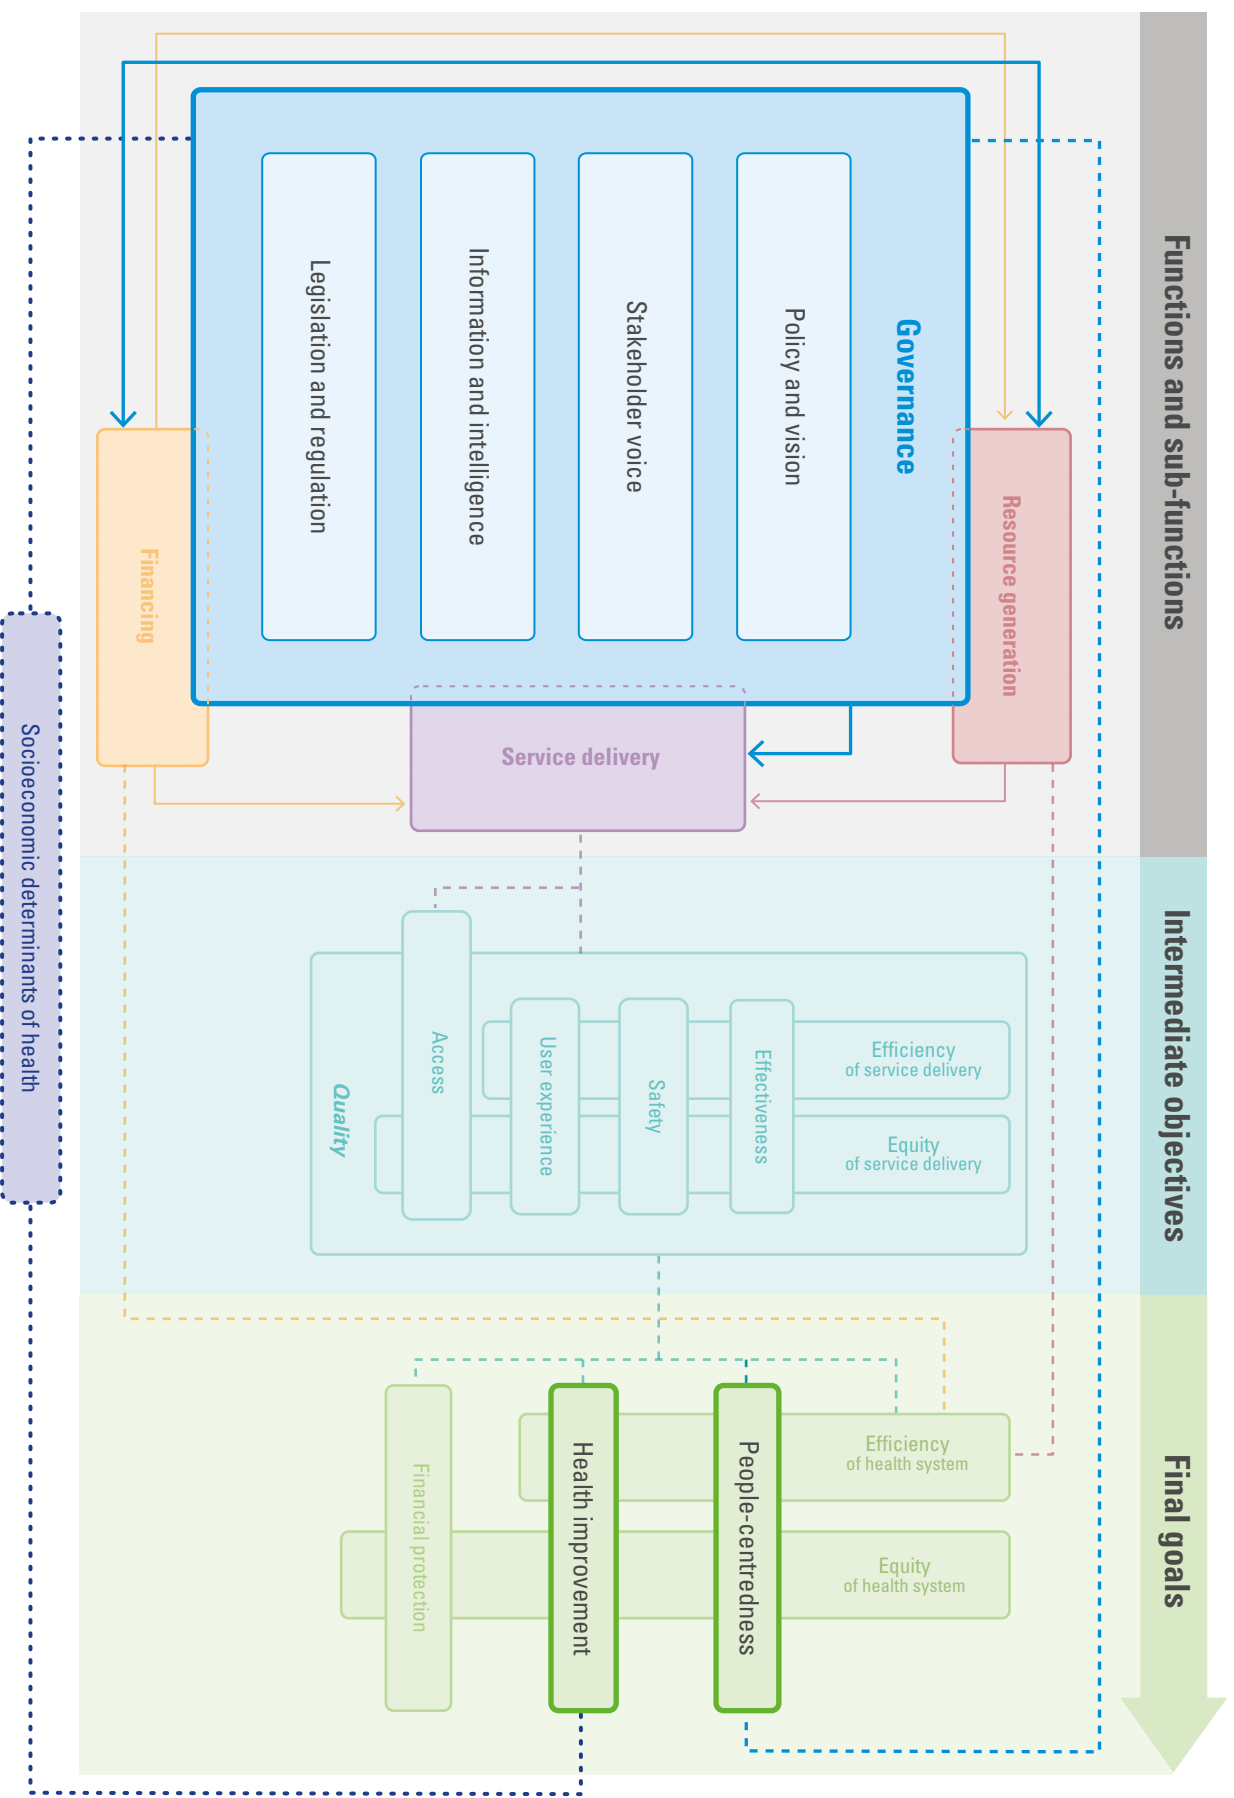 Functions and sub-functions
Intermediate objectives
Final goals
Governance
Policy and vision
Stakeholder voice
Information and intelligence
Legislation and regulation
Resource generation
Financing
Service delivery
Socioeconomic determinants of health
Efficiency
of service delivery
Equity
of service delivery
Effectiveness
Safety
User experience
Access
Quality
Efficiency
of health system
Equity
of health system
People-centredness
Health improvement
Financial protection